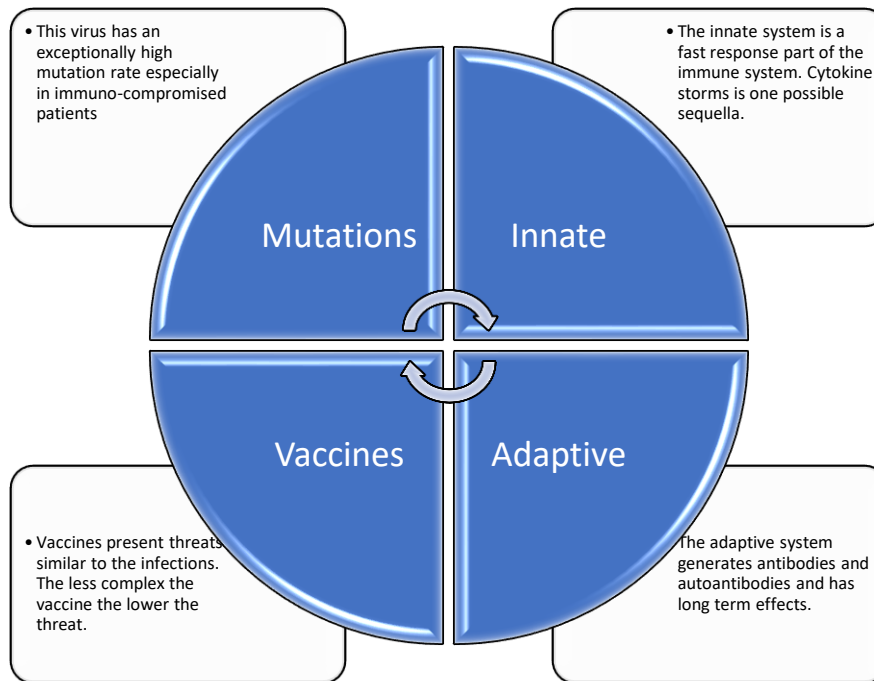 • This virus has an
exceptionally high
mutation rate especially
in immuno-compromised
patients
• The innate system is a
fast response part of the
immune system. Cytokine
storms is one possible
sequella.
Mutations
Innate
Vaccines
Adaptive
• Vaccines present threats
similar to the infections.
The less complex the
vaccine the lower the
threat.
The adaptive system
generates antibodies and
autoantibodies and has
long term effects.